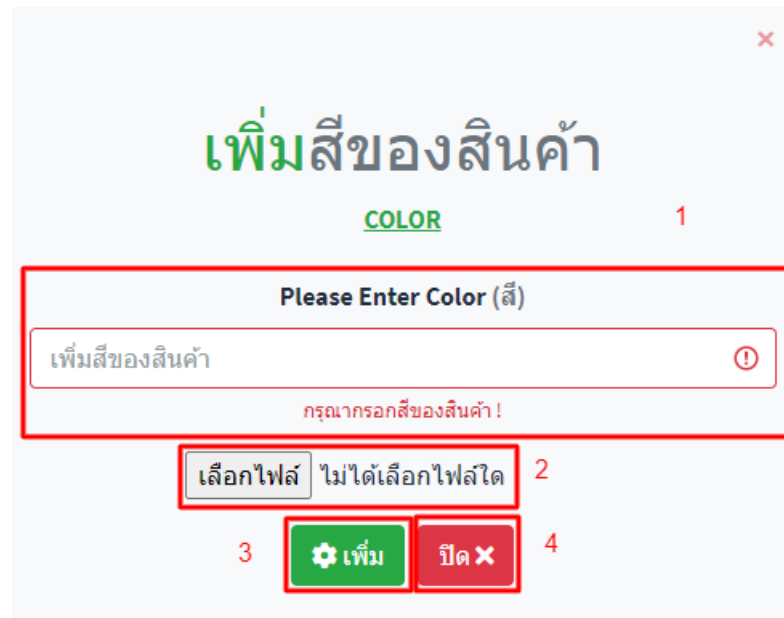 ×
เพิ่มสีของสินค้า
COLOR
1
Please Enter Color (สี)
เพิ่มสีของสินค้า
กรุณากรอกสีของสินค้า !
เลือกไฟล์ ไม่ได้เลือกไฟล์ใด 2
3 เพิ่ม ปิด × 4